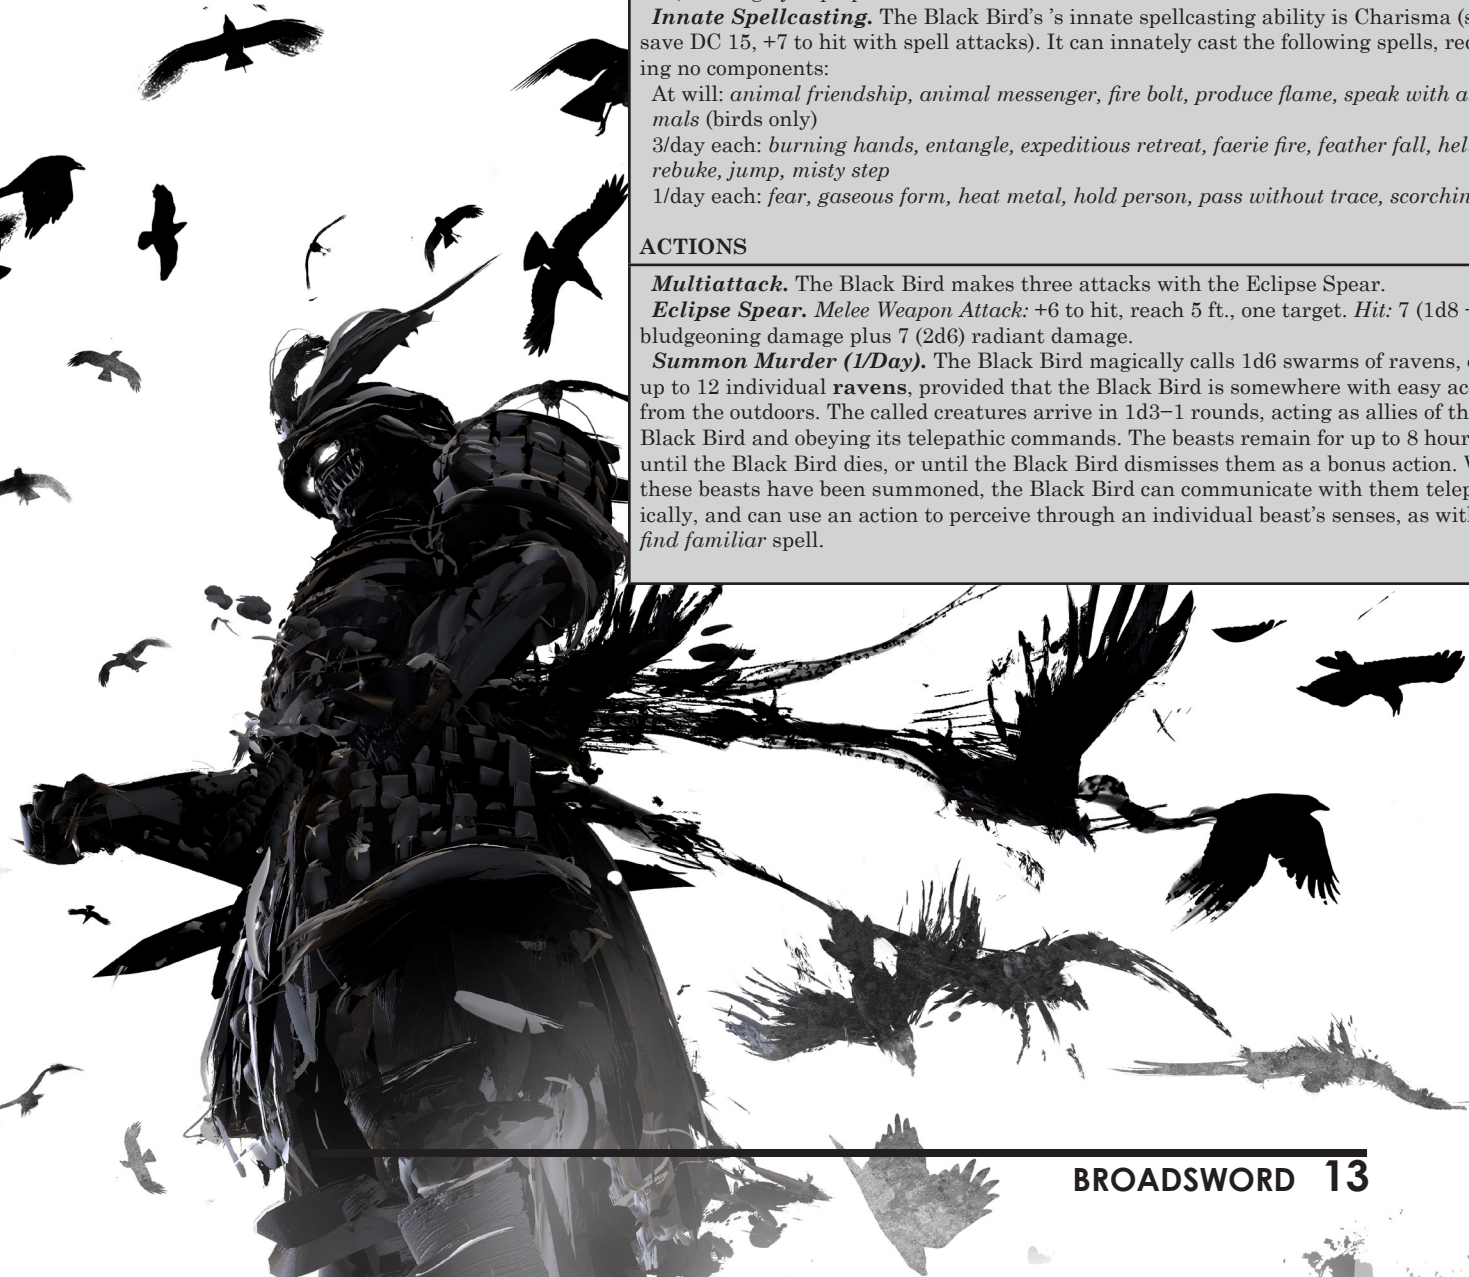 Innate Spellcasting. The Black Bird's 's innate spellcasting ability is Charisma (s
save DC 15, +7 to hit with spell attacks). It can innately cast the following spells, re
ing no components:
At will: animal friendship, animal messenger, fire bolt, produce flame, speak with a
mals (birds only)
3/day each: burning hands, entangle, expeditious retreat, faerie fire, feather fall, hel
rebuke, jump, misty step
1/day each: fear, gaseous form, heat metal, hold person, pass without trace, scorchin
ACTIONS
Multiattack. The Black Bird makes three attacks with the Eclipse Spear.
Eclipse Spear. Melee Weapon Attack: +6 to hit, reach 5 ft., one target. Hit: 7 (1d8
bludgeoning damage plus 7 (2d6) radiant damage.
Summon Murder (1/Day). The Black Bird magically calls 1d6 swarms of ravens,
up to 12 individual ravens, provided that the Black Bird is somewhere with easy ac
from the outdoors. The called creatures arrive in 1d3−1 rounds, acting as allies of th
Black Bird and obeying its telepathic commands. The beasts remain for up to 8 hour
until the Black Bird dies, or until the Black Bird dismisses them as a bonus action.
these beasts have been summoned, the Black Bird can communicate with them telep
ically, and can use an action to perceive through an individual beast's senses, as wit
find familiar spell.
BROADSWORD 13